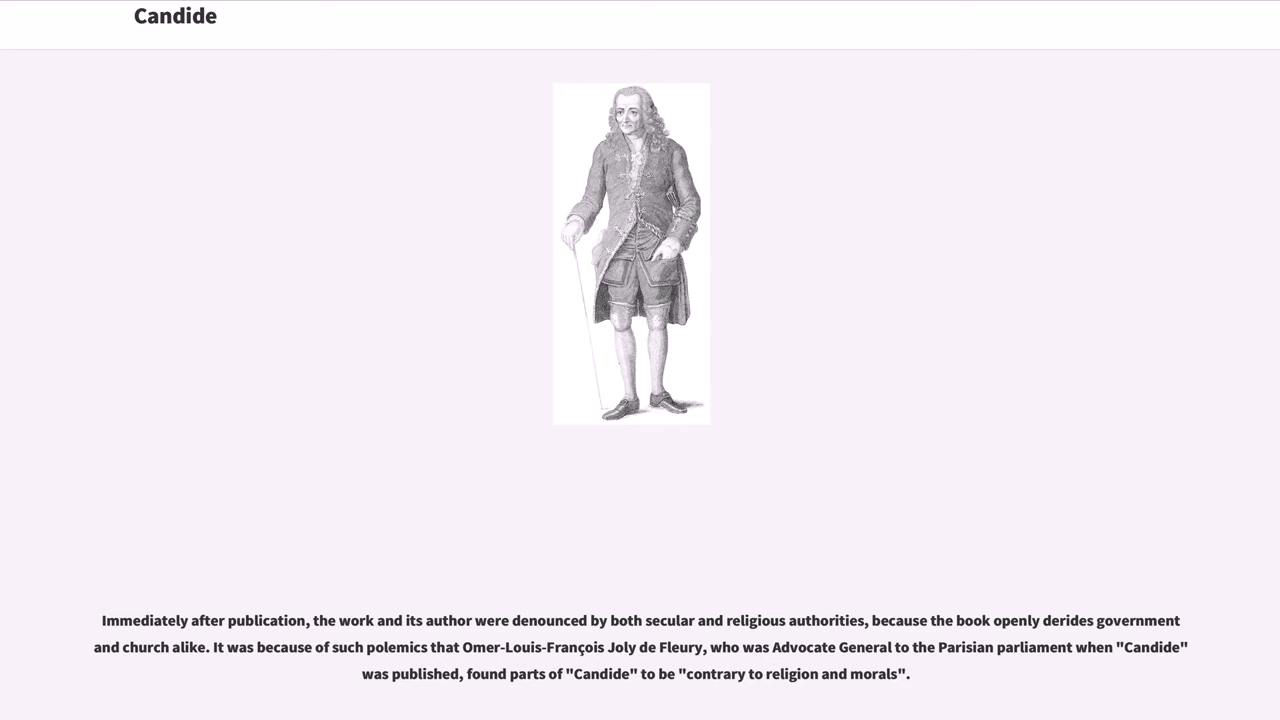 Candide
Immediately after publication, the work and its author were denounced by both secular and religious authorities, because the book openly derides government
and church alike. It was because of such polemics that Omer-Louis-François Joly de Fleury, who was Advocate General to the Parisian parliament when "Candide"
was published, found parts of "Candide" to be "contrary to religion and morals".